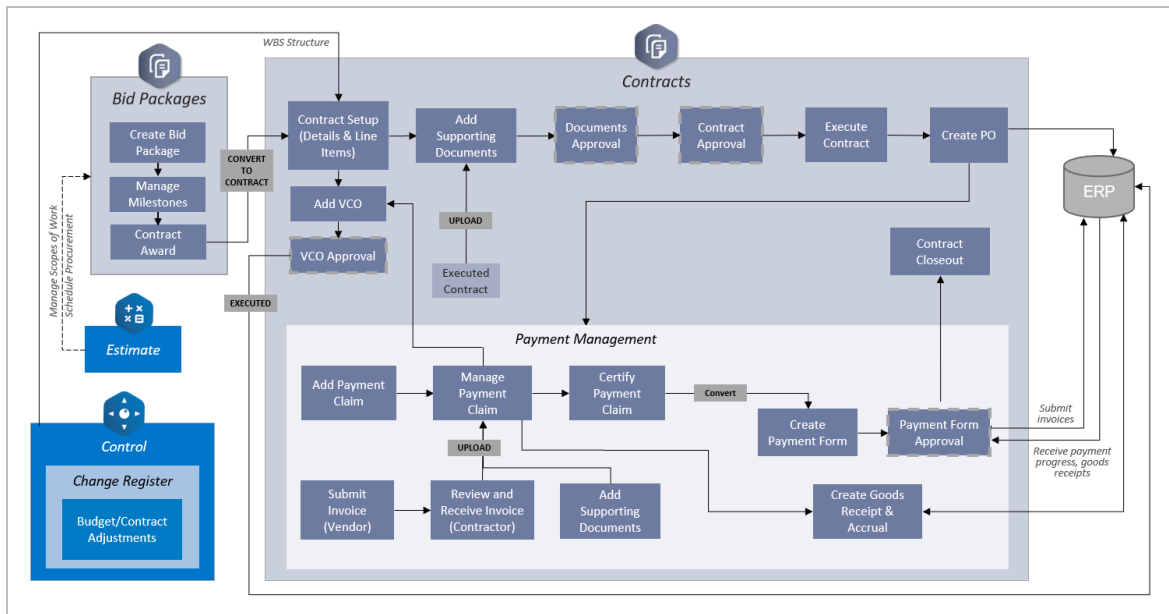 WBS Structure
Contracts
Bid Packages
Create Bid
Package
Manage
Milestones
Contract
Award
CONVERT
TO
CONTRACT
Contract Setup
(Details & Line
Items)
Add
Supporting
Documents
Documents
Approval
Contract
Approval
Execute
Contract
Create PO
ERP
Add VCO
VCO Approval
UPLOAD
Executed
Contract
Contract
Closeout
EXECUTED
Manage Scopes of Work
Schedule Procurement
Estimate
Control
Change Register
Budget/Contract
Adjustments
Payment Management
Add Payment
Claim
Manage
Payment
Claim
Certify
Payment
Claim
Convert
Create
Payment Form
Payment Form
Approval
Submit
invoices
Receive payment
progress, goods
receipts
UPLOAD
Submit
Invoice
(Vendor)
Review and
Receive Invoice
(Contractor)
Add
Supporting
Documents
Create Goods
Receipt &
Accrual